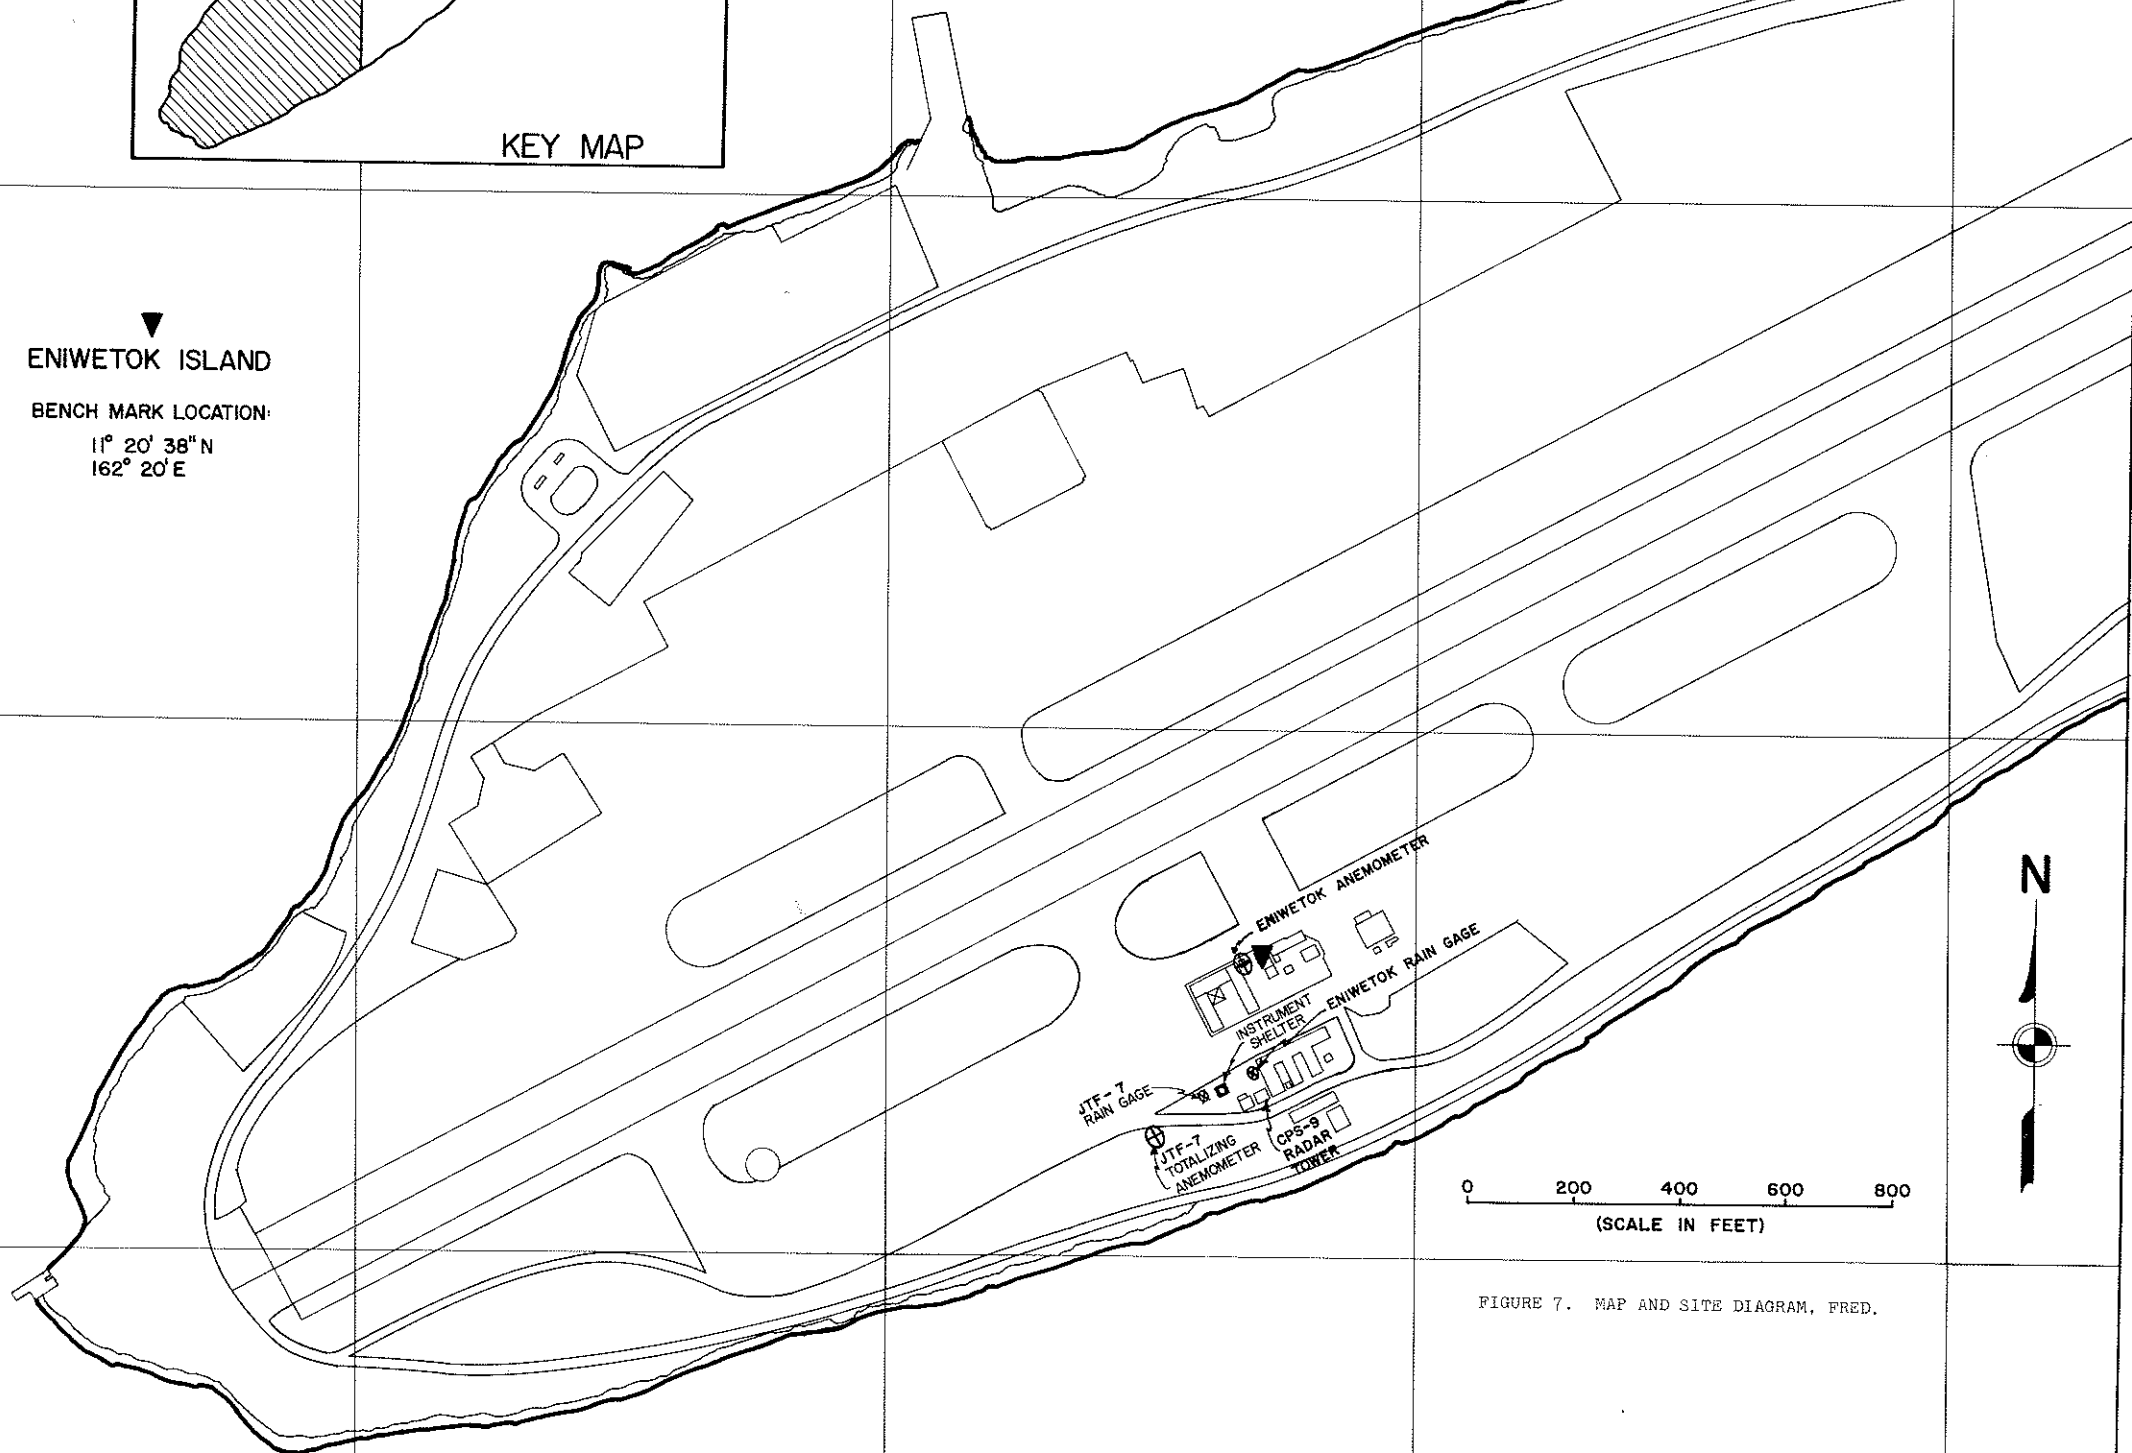 KEY MAP
ENIWETOK ISLAND
BENCH MARK LOCATION:
11° 20' 38" N
162° 20' E
ENIWETOK ANEMOMETER
ENIWETOK RAIN GAGE
INSTRUMENT
SHELTER
JTF-7
RAIN GAGE
JTF-7
TOTALIZING
ANEMOMETER
CPS-9
RADAR
TOWER
N
0 200 400 600 800
(SCALE IN FEET)
FIGURE 7. MAP AND SITE DIAGRAM, FRED.